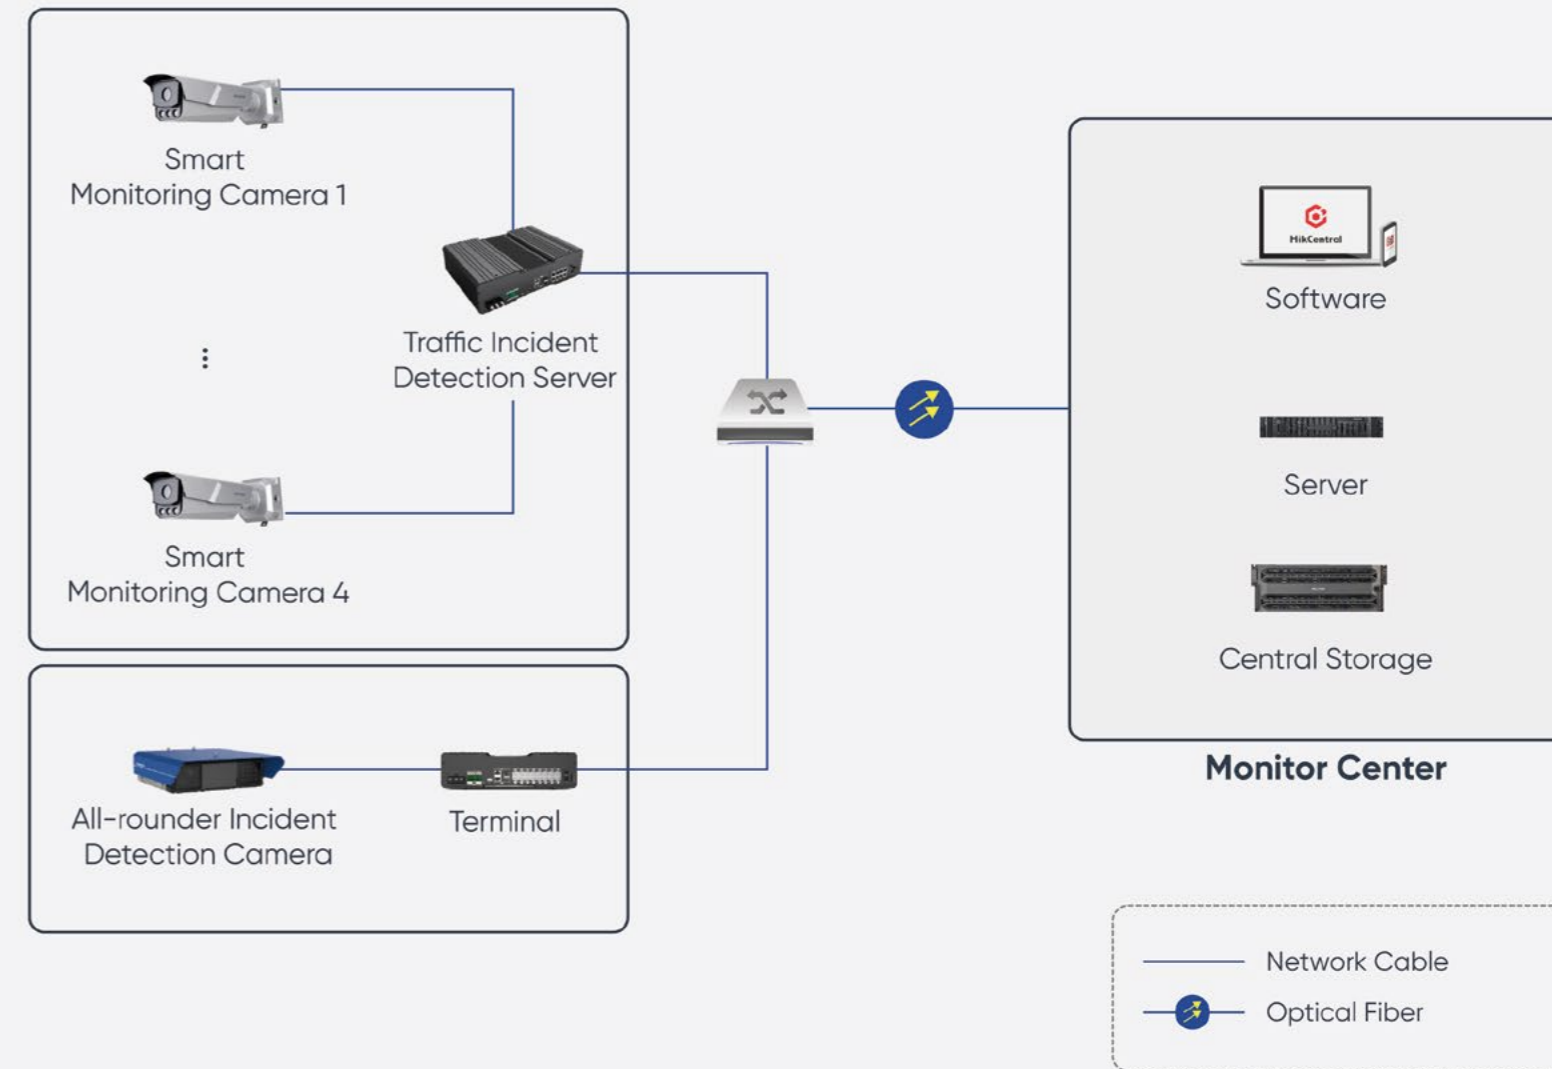 Smart
Monitoring Camera 1
Traffic Incident
Detection Server
Smart
Monitoring Camera 4
All-rounder Incident
Detection Camera
Terminal
HikCentral
Software
Server
Central Storage
Monitor Center
Network Cable
Optical Fiber